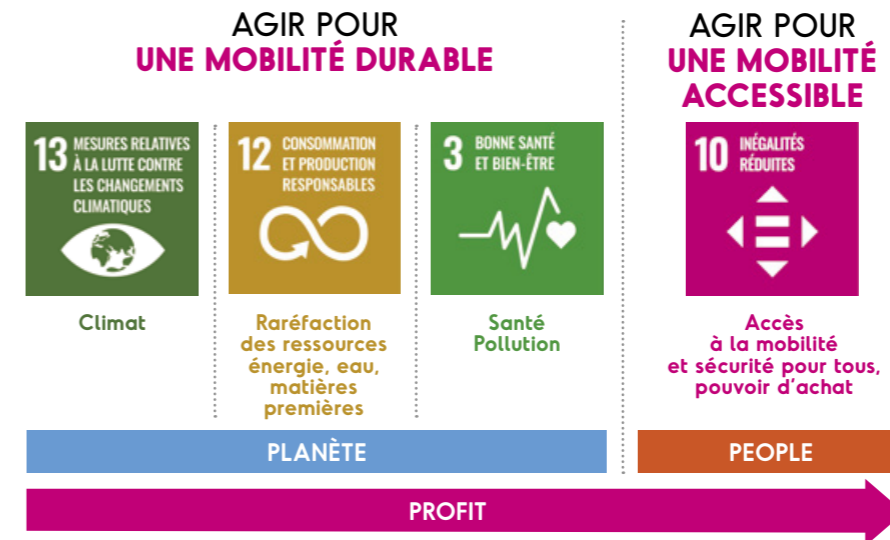 AGIR POUR
UNE MOBILITÉ DURABLE
13 MESURES RELATIVES
À LA LUTTE CONTRE
LES CHANGEMENTS
CLIMATIQUES
Climat
12 CONSOMMATION
ET PRODUCTION
RESPONSABLES
Raréfaction
des ressources
énergie, eau,
matières
premières
3 BONNE SANTÉ
ET BIEN-ÊTRE
Santé
Pollution
PLANÈTE
AGIR POUR
UNE MOBILITÉ
ACCESSIBLE
10 INÉGALITÉS
RÉDUITES
Accès
à la mobilité
et sécurité pour tous,
pouvoir d'achat
PEOPLE
PROFIT